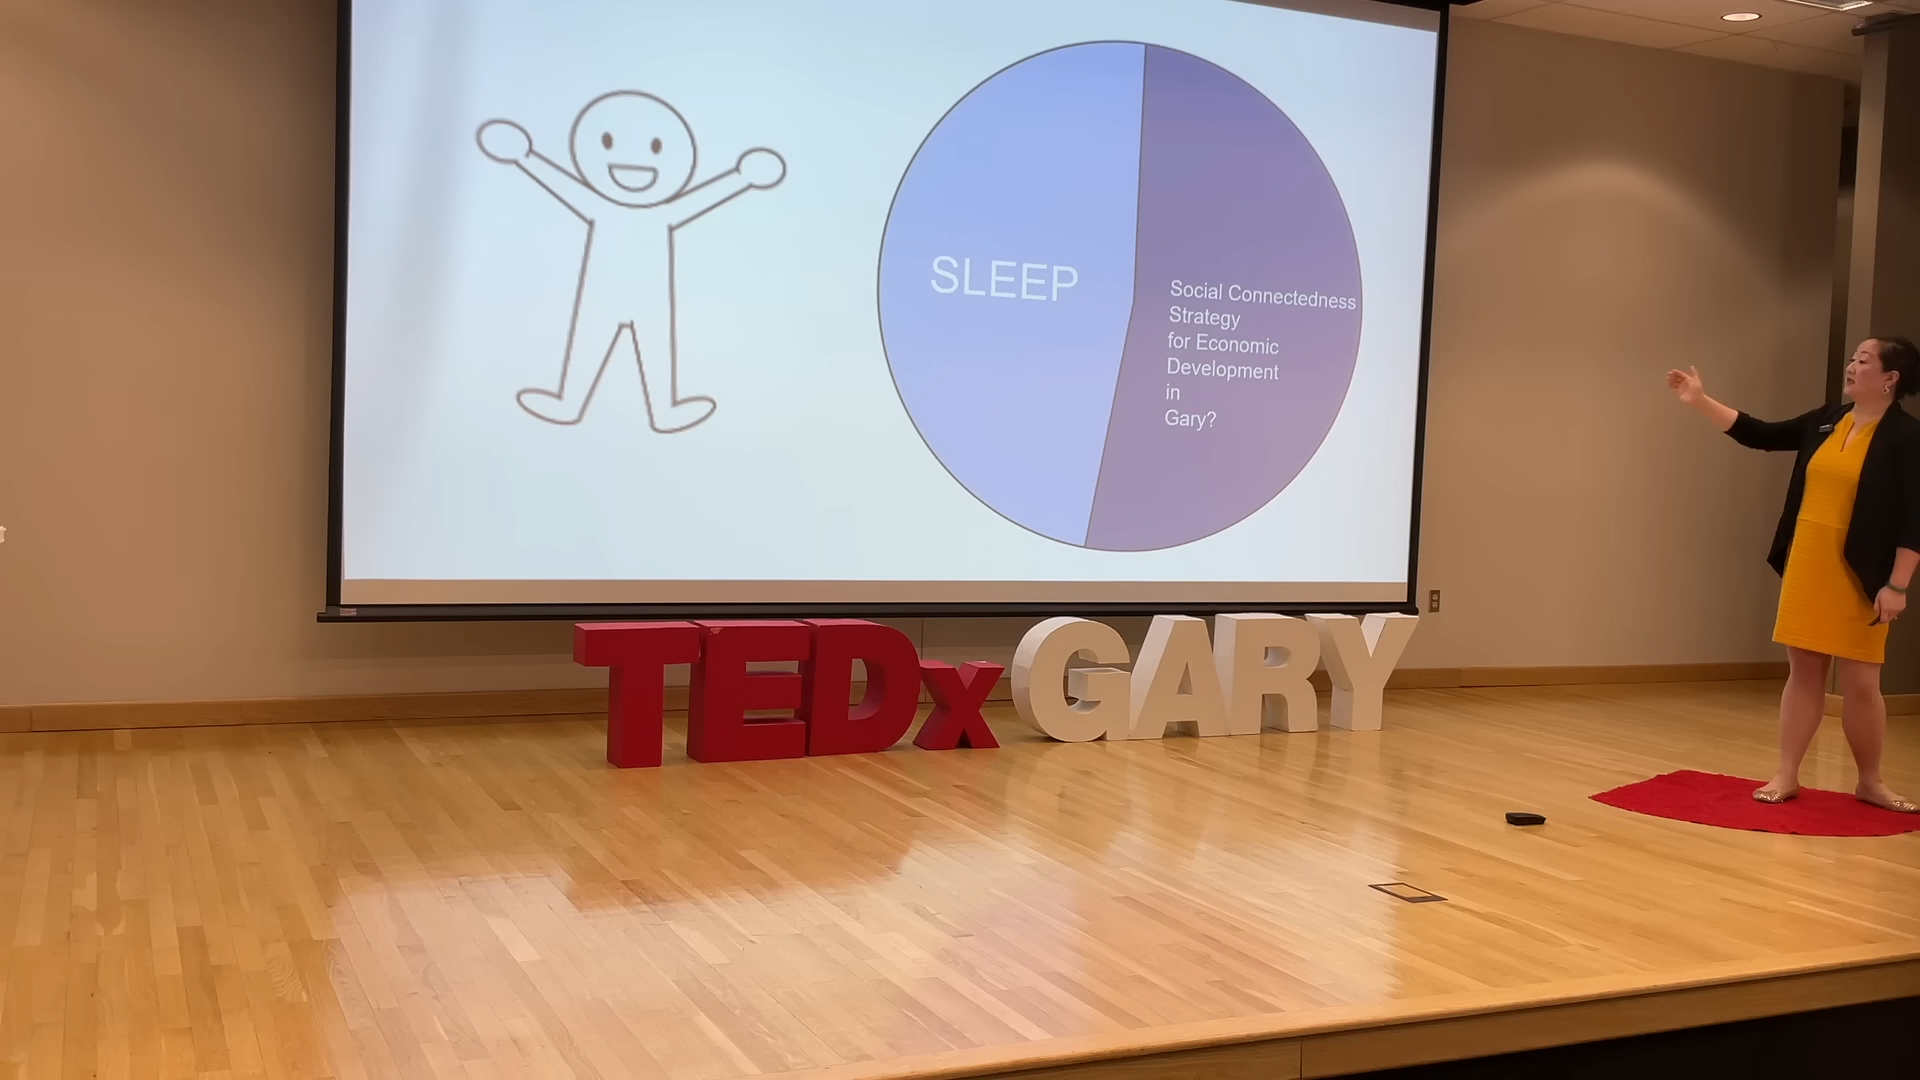 SLEEP
Social Connectedness
Strategy
for Economic
Development
in
Gary?
TEDx GARY